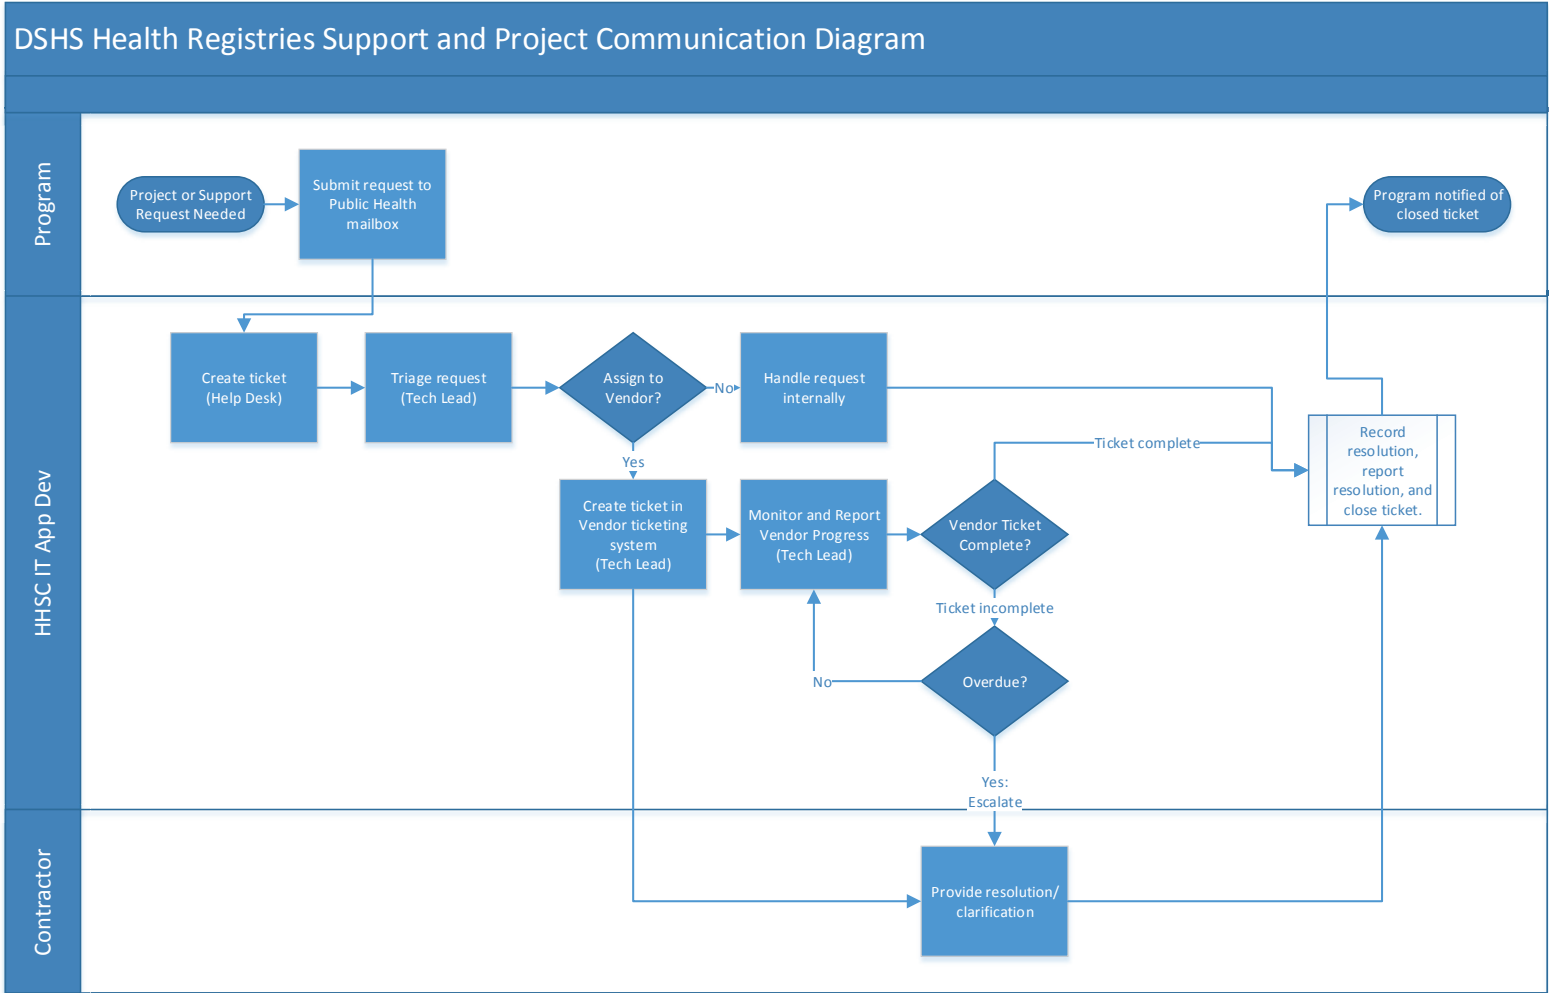 DSHS Health Registries Support and Project Communication Diagram
Program
Project or Support
Request Needed
Submit request to
Public Health
mailbox
Program notified of
closed ticket
HHSC IT App Dev
Create ticket
(Help Desk)
Triage request
(Tech Lead)
Assign to
Vendor?
No
Handle request
internally
Yes
Ticket complete
Record
resolution,
report
resolution, and
close ticket.
Create ticket in
Vendor ticketing
system
(Tech Lead)
Monitor and Report
Vendor Progress
(Tech Lead)
Vendor Ticket
Complete?
Ticket incomplete
Overdue?
No
Yes:
Escalate
Contractor
Provide resolution/
clarification